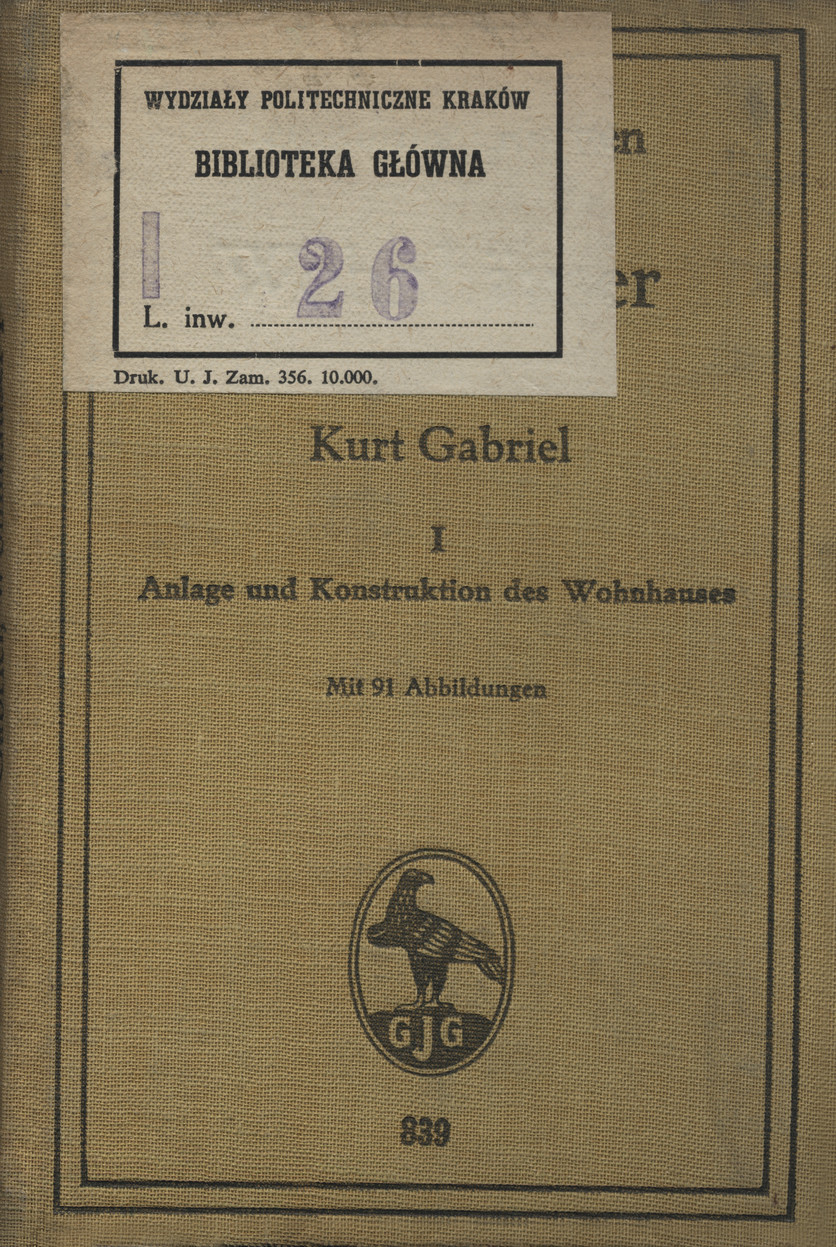 WYDZIAŁY POLITECHNICZNE KRAKÓW
BIBLIOTEKA GŁÓWNA
I
26
L. inw.
Druk. U. J. Zam. 356. 10.000.
Kurt Gabriel
I
Anlage und Konstruktion des Wohnhauses
Mit 91 Abbildungen
GJG
839